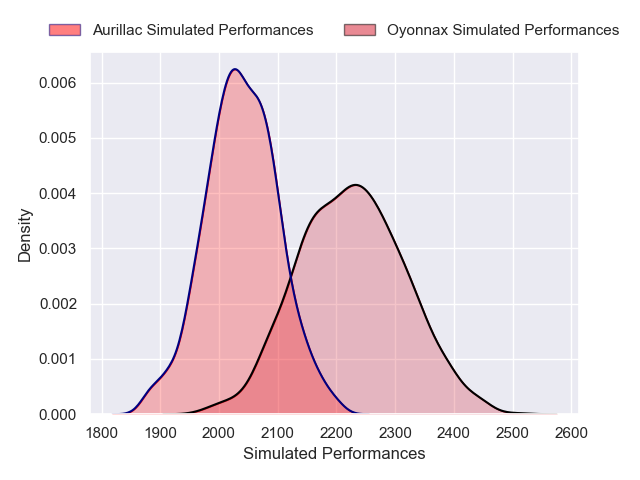 Aurillac Simulated Performances Oyonnax Simulated Performances
0.006
0.005
0.004
0.003
0.002
0.001
0.000
Density
1800 1900 2000 2100 2200 2300 2400 2500 2600
Simulated Performances